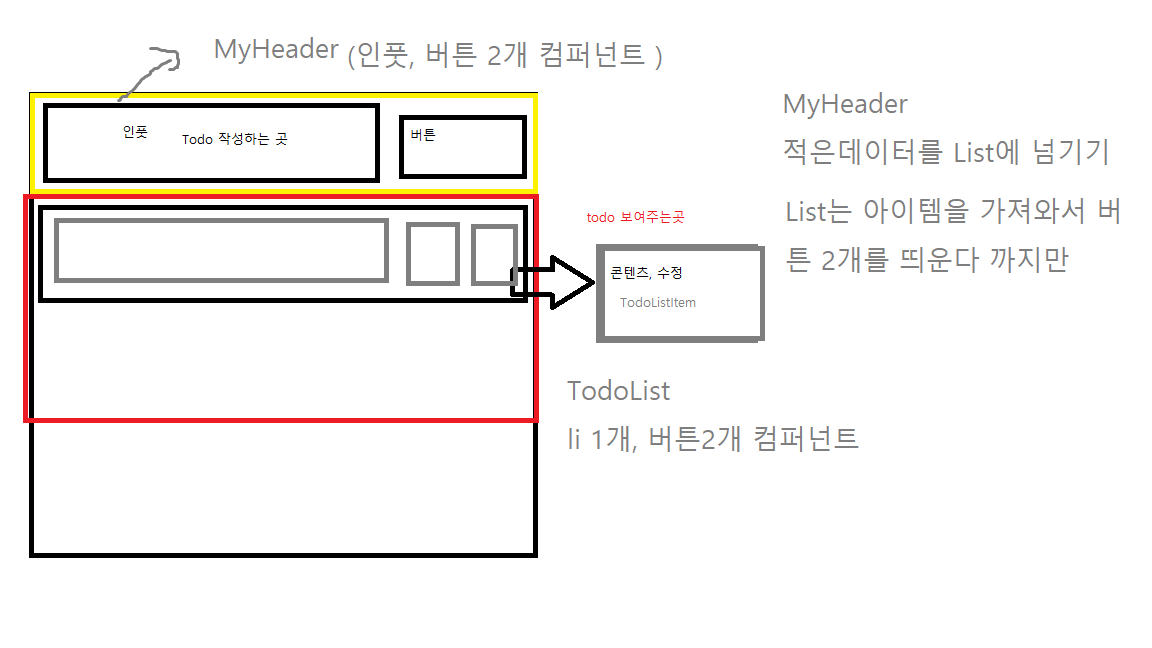 MyHeader (인풋, 버튼 2개 컴퍼넌트 )
인풋
Todo 작성하는 곳
버튼
MyHeader
적은데이터를 List에 넘기기
List는 아이템을 가져와서 버
튼 2개를 띄운다 까지만
todo 보여주는곳
콘텐츠, 수정
TodoListItem
TodoList
li 1개, 버튼2개 컴퍼넌트